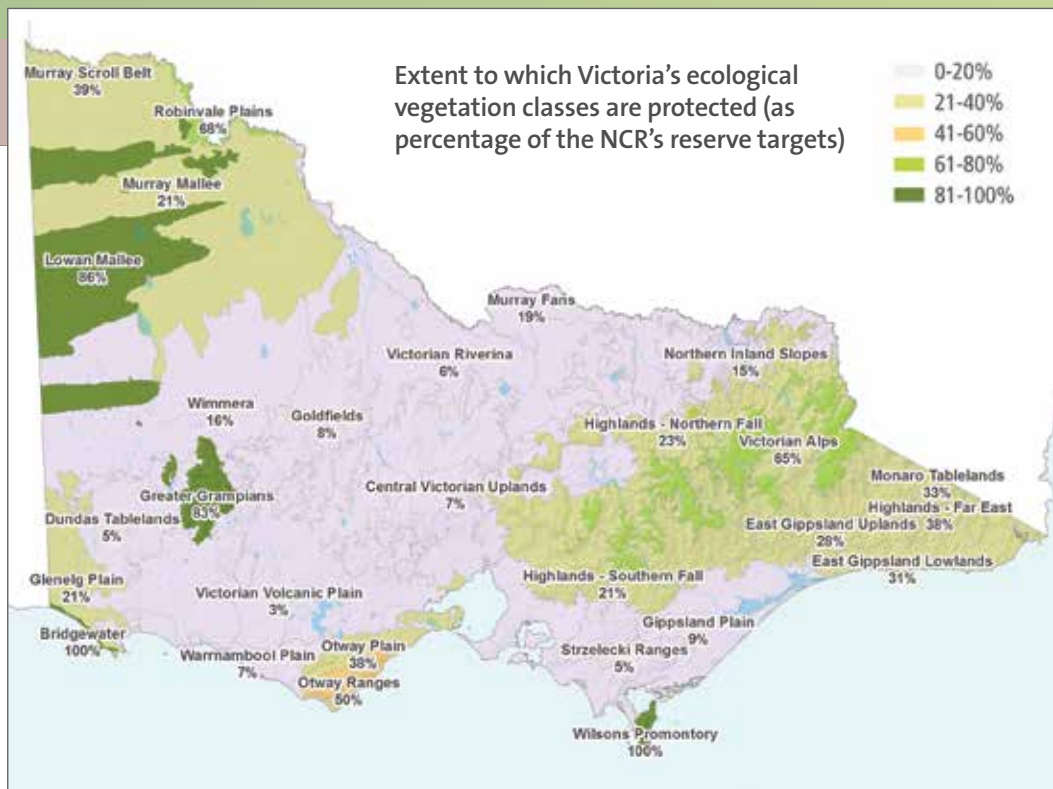 Extent to which Victoria's ecological
vegetation classes are protected (as
percentage of the NCR's reserve targets)
0-20%
21-40%
41-60%
61-80%
81-100%
Murray Scroll Belt
39%
Robinvale Plains
68%
Murray Mallee
21%
Lowan Mallee
86%
Murray Fans
19%
Victorian Riverina
6%
Northern Inland Slopes
15%
Wimmera
16%
Goldfields
8%
Highlands - Northern Fall
23%
Victorian Alps
65%
Monaro Tablelands
33%
Greater Grampians
83%
Central Victorian Uplands
7%
Highlands - Far East
38%
Dundas Tablelands
5%
East Gippsland Uplands
28%
East Gippsland Lowlands
31%
Glenelg Plain
21%
Victorian Volcanic Plain
3%
Highlands - Southern Fall
21%
Gippsland Plain
9%
Bridgewater
100%
Warrnambool Plain
7%
Otway Plain
38%
Strzelecki Ranges
5%
Otway Ranges
50%
Wilsons Promontory
100%